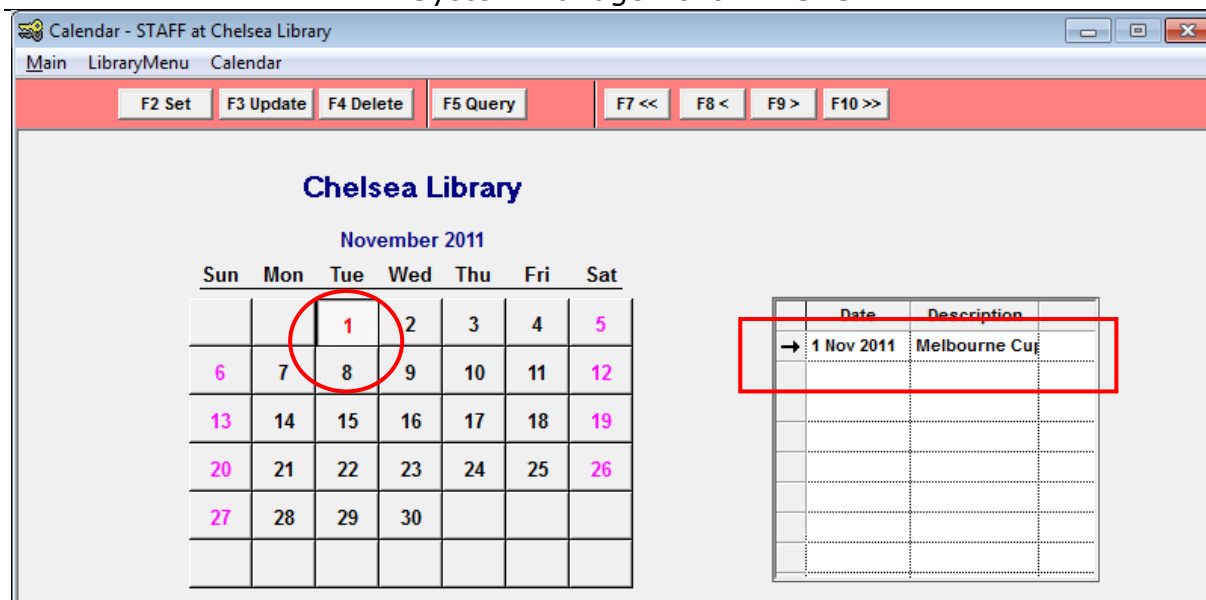 Calendar - STAFF at Chelsea Library
Main LibraryMenu Calendar
F2 Set F3 Update F4 Delete F5 Query F7 << F8 < F9 > F10 >>
Chelsea Library
November 2011
Sun Mon Tue Wed Thu Fri Sat
1 2 3 4 5
6 7 8 9 10 11 12
13 14 15 16 17 18 19
20 21 22 23 24 25 26
27 28 29 30
Date Description
1 Nov 2011 Melbourne Cup